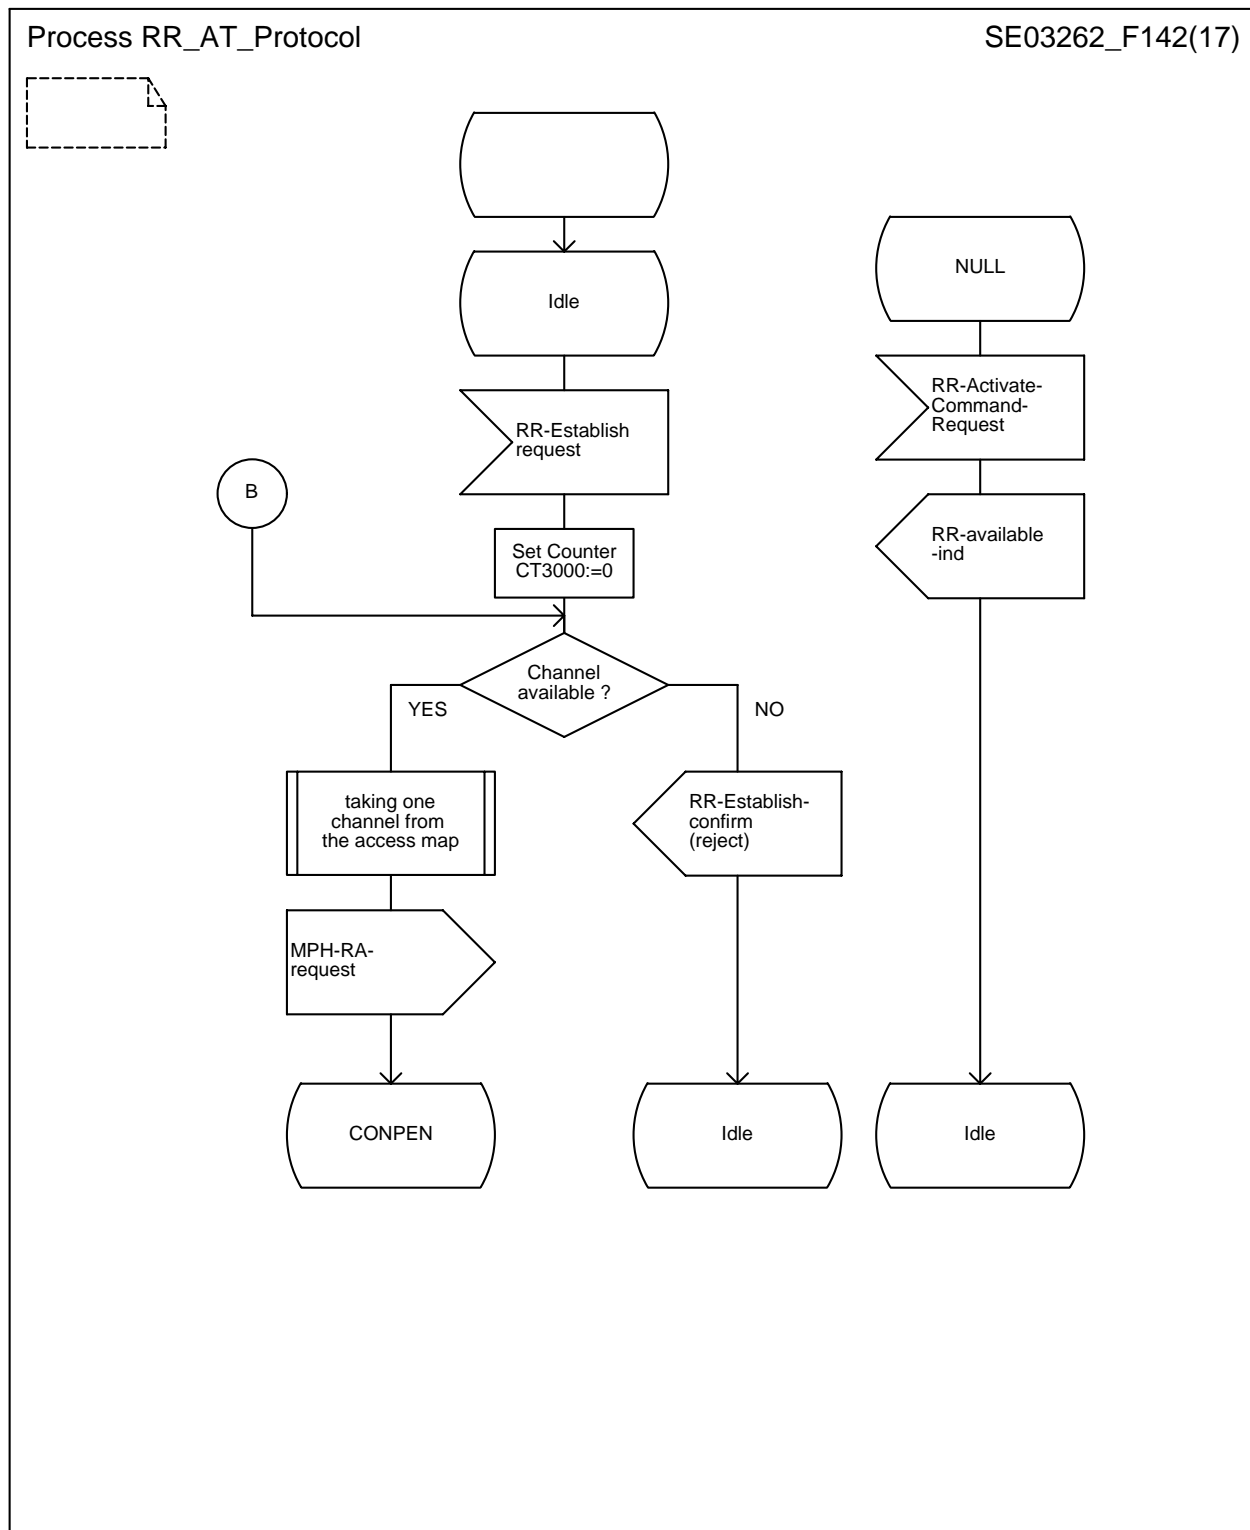 Process RR_AT_Protocol
SE03262_F142(17)
Idle
NULL
RR-Establish
request
RR-Activate-
Command-
Request
B
Set Counter
CT3000:=0
RR-available
-ind
Channel
available ?
YES
NO
taking one
channel from
the access map
RR-Establish-
confirm
(reject)
MPH-RA-
request
CONPEN
Idle
Idle